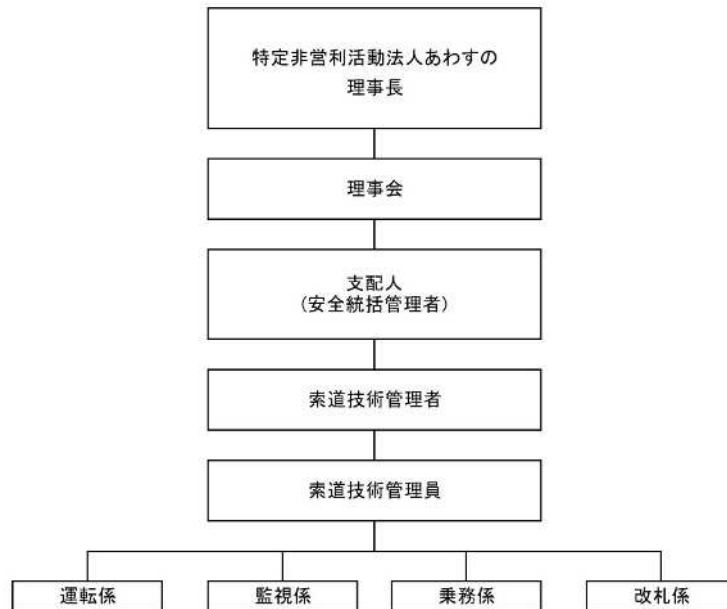 特定非営利活動法人あわすの
理事長
理事会
支配人
（安全統括管理者）
索道技術管理者
索道技術管理員
運転係
監視係
乗務係
改札係